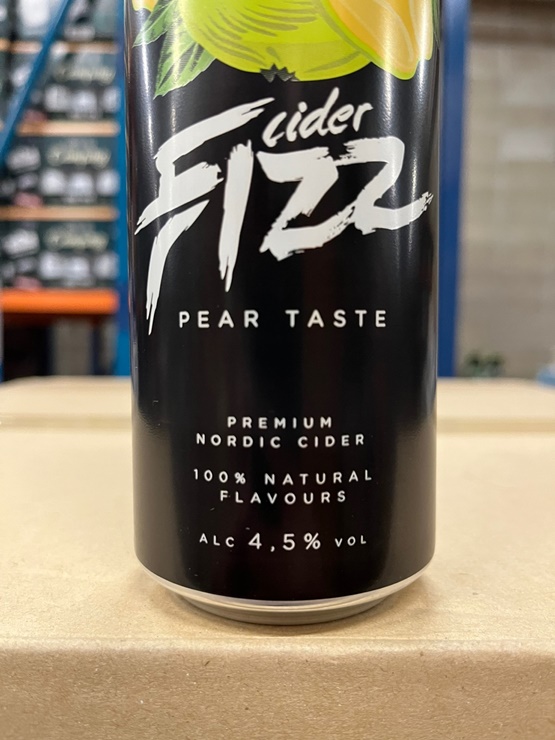 cider
FIZZ
PEAR TASTE
PREMIUM
NORDIC CIDER
100% NATURAL
FLAVOURS
ALC 4,5% VOL